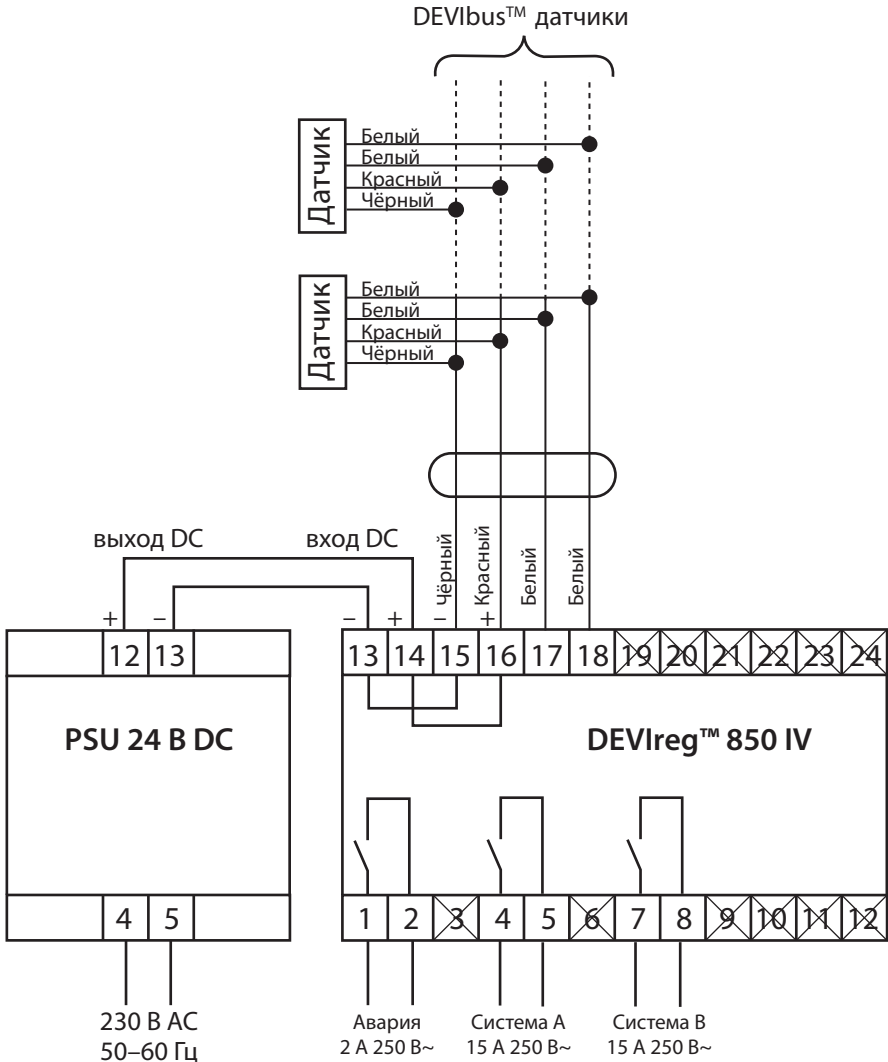 DEVIbus™ датчики
Датчик
Белый
Белый
Красный
Чёрный
Датчик
Белый
Белый
Красный
Чёрный
выход DC
вход DC
Чёрный
Красный
Белый
Белый
+ –
– + – +
12 13
13 14 15 16 17 18 19 20 21 22 23 24
PSU 24 В DC
DEVIreg™ 850 IV
4 5
1 2 3 4 5 6 7 8 9 10 11 12
230 В AC
50–60 Гц
Авария
2 А 250 В~
Система А
15 А 250 В~
Система В
15 А 250 В~